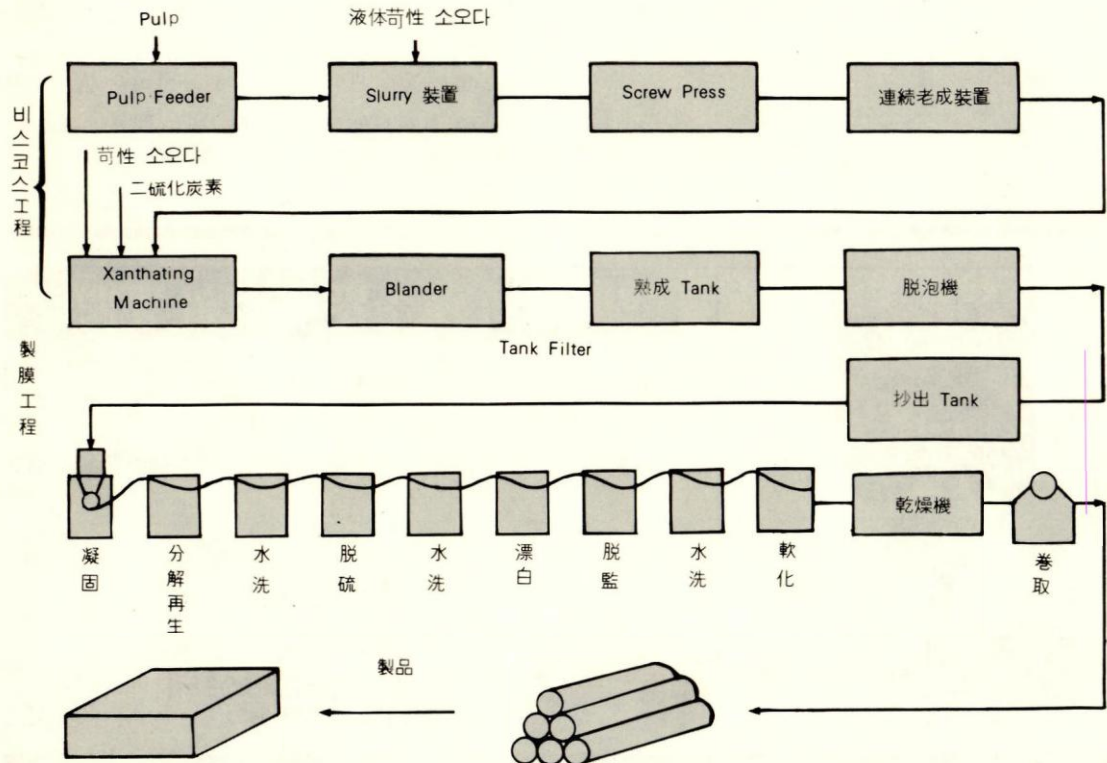 Pulp
液体苛性 소오다
Pulp Feeder
Slurry 裝置
Screw Press
連続老成裝置
비스코스工程
苛性 소오다
二硫化炭素
Xanthating
Machine
Blander
熟成 Tank
脱泡機
Tank Filter
製膜工程
抄出 Tank
凝固
分解再生
水洗
脱硫
水洗
漂白
脱監
水洗
軟化
乾燥機
巻取
製品